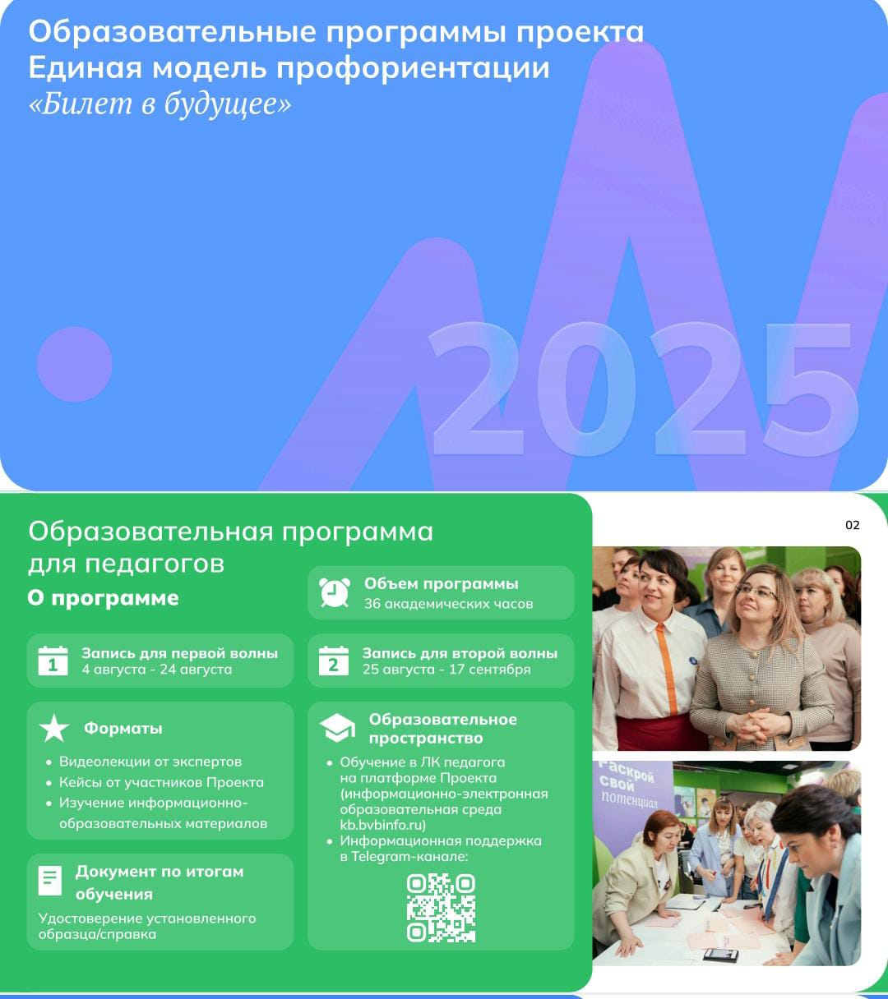 Образовательные программы проекта
Единая модель профориентации
«Билет в будущее»
2025
02
Образовательная программа
для педагогов
О программе
Объем программы
36 академических часов
1
Запись для первой волны
4 августа - 24 августа
2
Запись для второй волны
25 августа - 17 сентября
Форматы
• Видеолекции от экспертов
• Кейсы от участников Проекта
• Изучение информационно-
образовательных материалов
Образовательное
пространство
• Обучение в ЛК педагога
на платформе Проекта
(информационно-электронная
образовательная среда
kb.bvbinfo.ru)
• Информационная поддержка
в Telegram-канале:
Документ по итогам
обучения
Удостоверение установленного
образца/справка
Раскрой
свой
потенциал